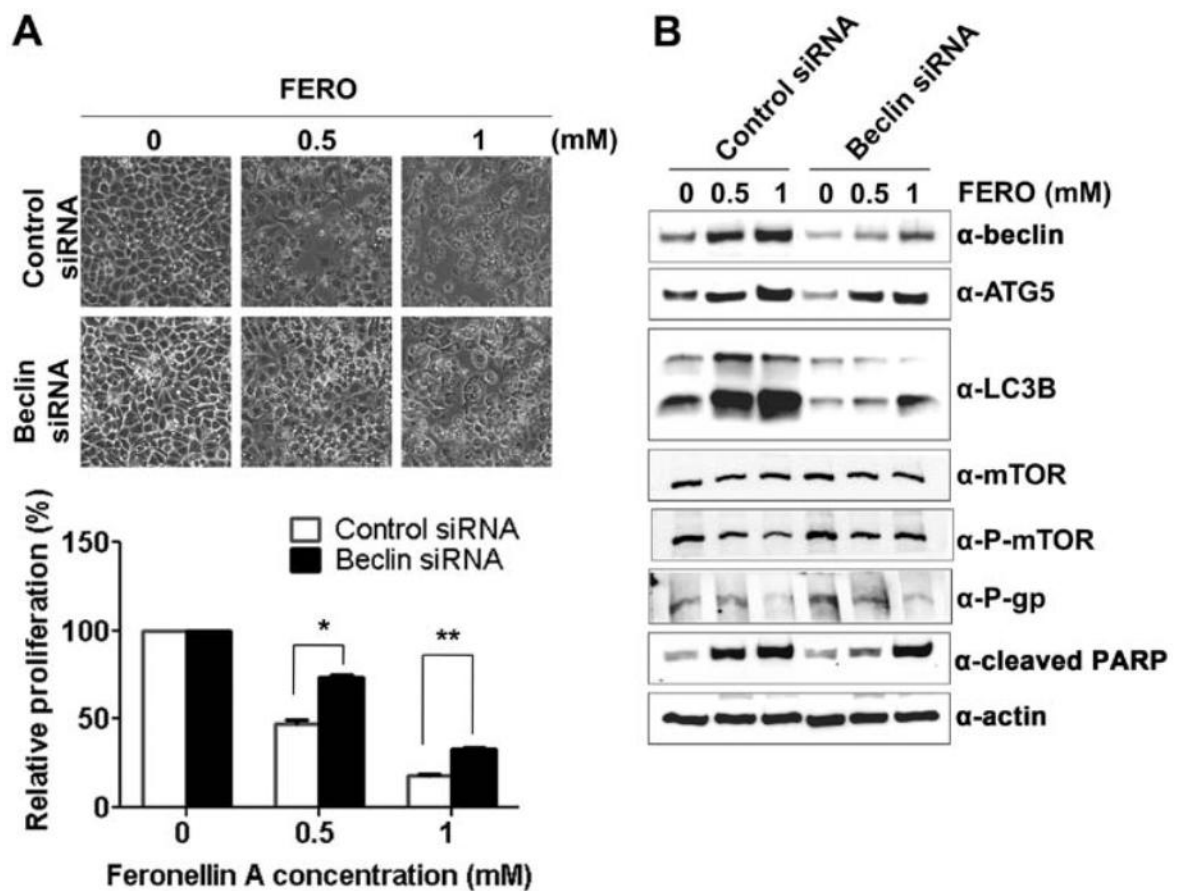 A
FERO
0 0.5 1 (mM)
Control siRNA
Beclin siRNA
Relative proliferation (%)
150
100
50
0
Control siRNA
Beclin siRNA
*
**
0 0.5 1
Feronellin A concentration (mM)
B
Control siRNA
Beclin siRNA
0 0.5 1 0 0.5 1 FERO (mM)
α-beclin
α-ATG5
α-LC3B
α-mTOR
α-P-mTOR
α-P-gp
α-cleaved PARP
α-actin